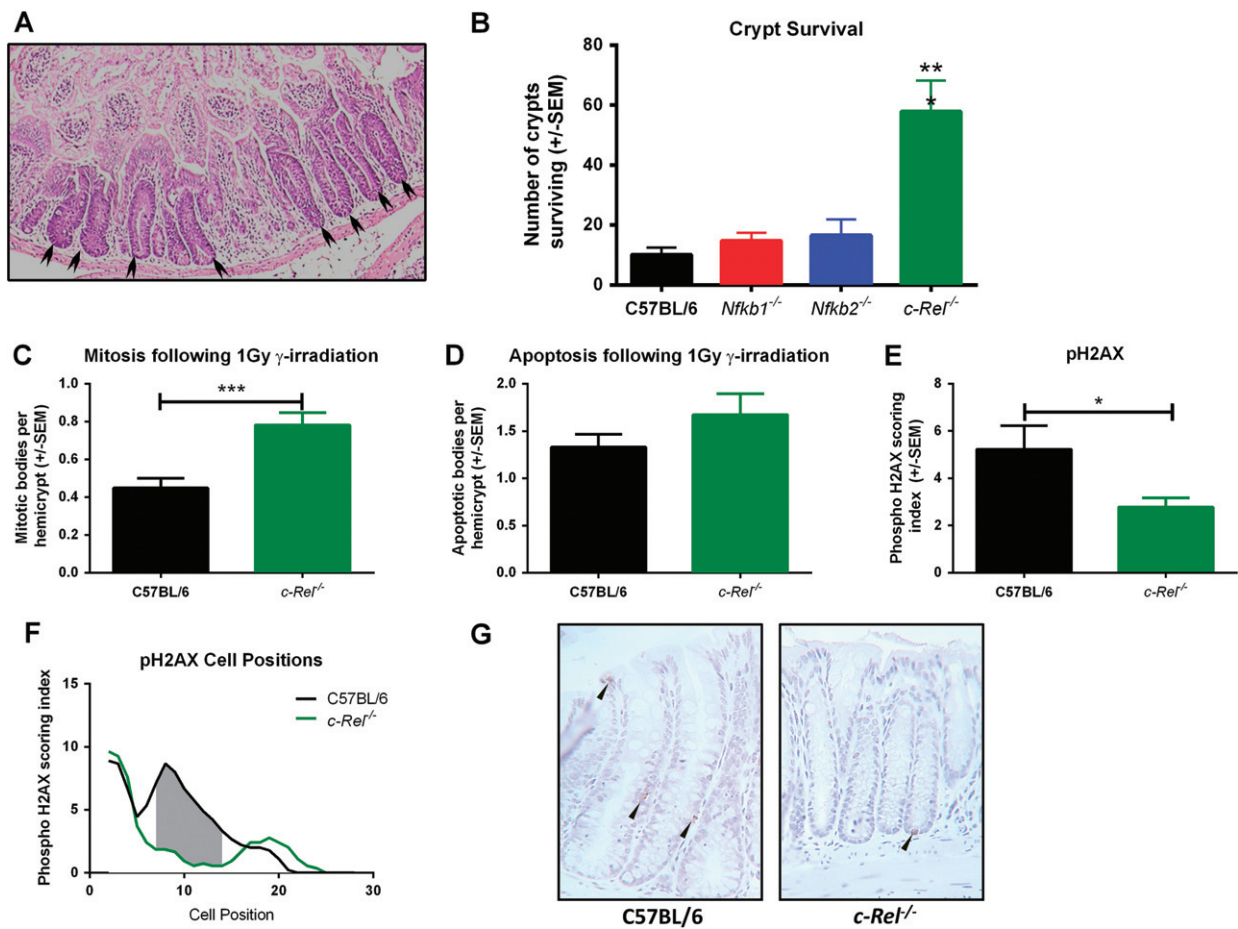 A
B
Crypt Survival
Number of crypts
surviving (+/-SEM)
80
60
40
20
0
**
*
C57BL/6
Nfkb1-/-
Nfkb2-/-
c-Rel-/-
C
Mitosis following 1Gy γ-irradiation
Mitotic bodies per
hemicrypt (+/-SEM)
1.0
0.8
0.6
0.4
0.2
0.0
***
C57BL/6
c-Rel-/-
D
Apoptosis following 1Gy γ-irradiation
Apoptotic bodies per
hemicrypt (+/-SEM)
2.0
1.5
1.0
0.5
0.0
C57BL/6
c-Rel-/-
E
pH2AX
Phospho H2AX scoring
index (+/-SEM)
8
6
4
2
0
*
C57BL/6
c-Rel-/-
F
pH2AX Cell Positions
Phospho H2AX scoring index
15
10
5
0
C57BL/6
c-Rel-/-
0
10
20
30
Cell Position
G
C57BL/6
c-Rel-/-